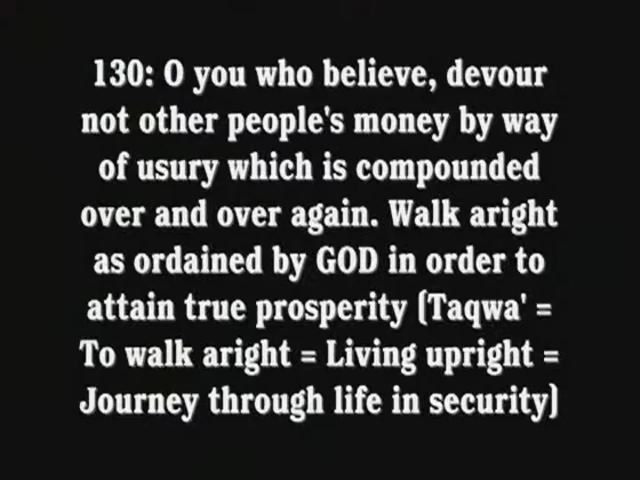 130: O you who believe, devour
not other people's money by way
of usury which is compounded
over and over again. Walk aright
as ordained by GOD in order to
attain true prosperity (Taqwa' =
To walk aright = Living upright =
Journey through life in security)